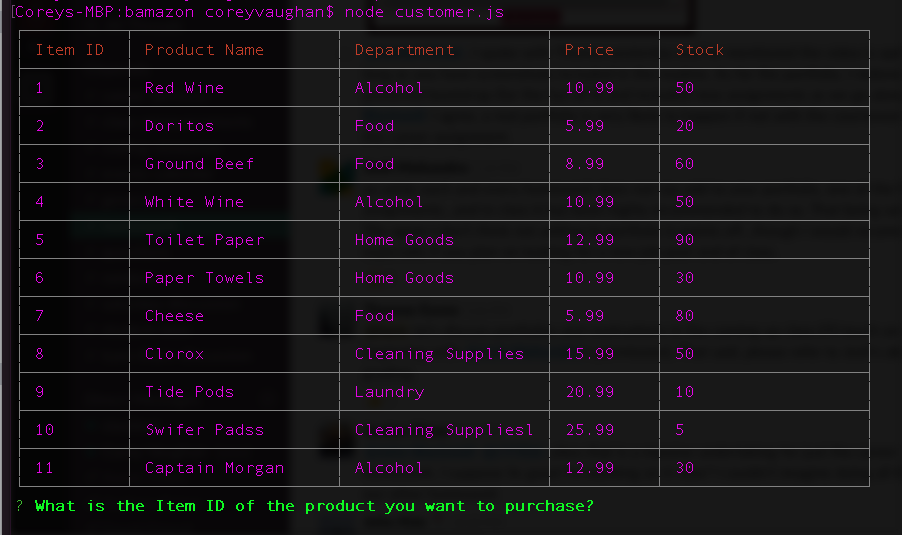 [Coreys-MBP:bamazon coreyvaughan$ node customer.js
Item ID Product Name Department Price Stock
1 Red Wine Alcohol 10.99 50
2 Doritos Food 5.99 20
3 Ground Beef Food 8.99 60
4 White Wine Alcohol 10.99 50
5 Toilet Paper Home Goods 12.99 90
6 Paper Towels Home Goods 10.99 30
7 Cheese Food 5.99 80
8 Clorox Cleaning Supplies 15.99 50
9 Tide Pods Laundry 20.99 10
10 Swifer Padss Cleaning Suppliesl 25.99 5
11 Captain Morgan Alcohol 12.99 30
? What is the Item ID of the product you want to purchase?